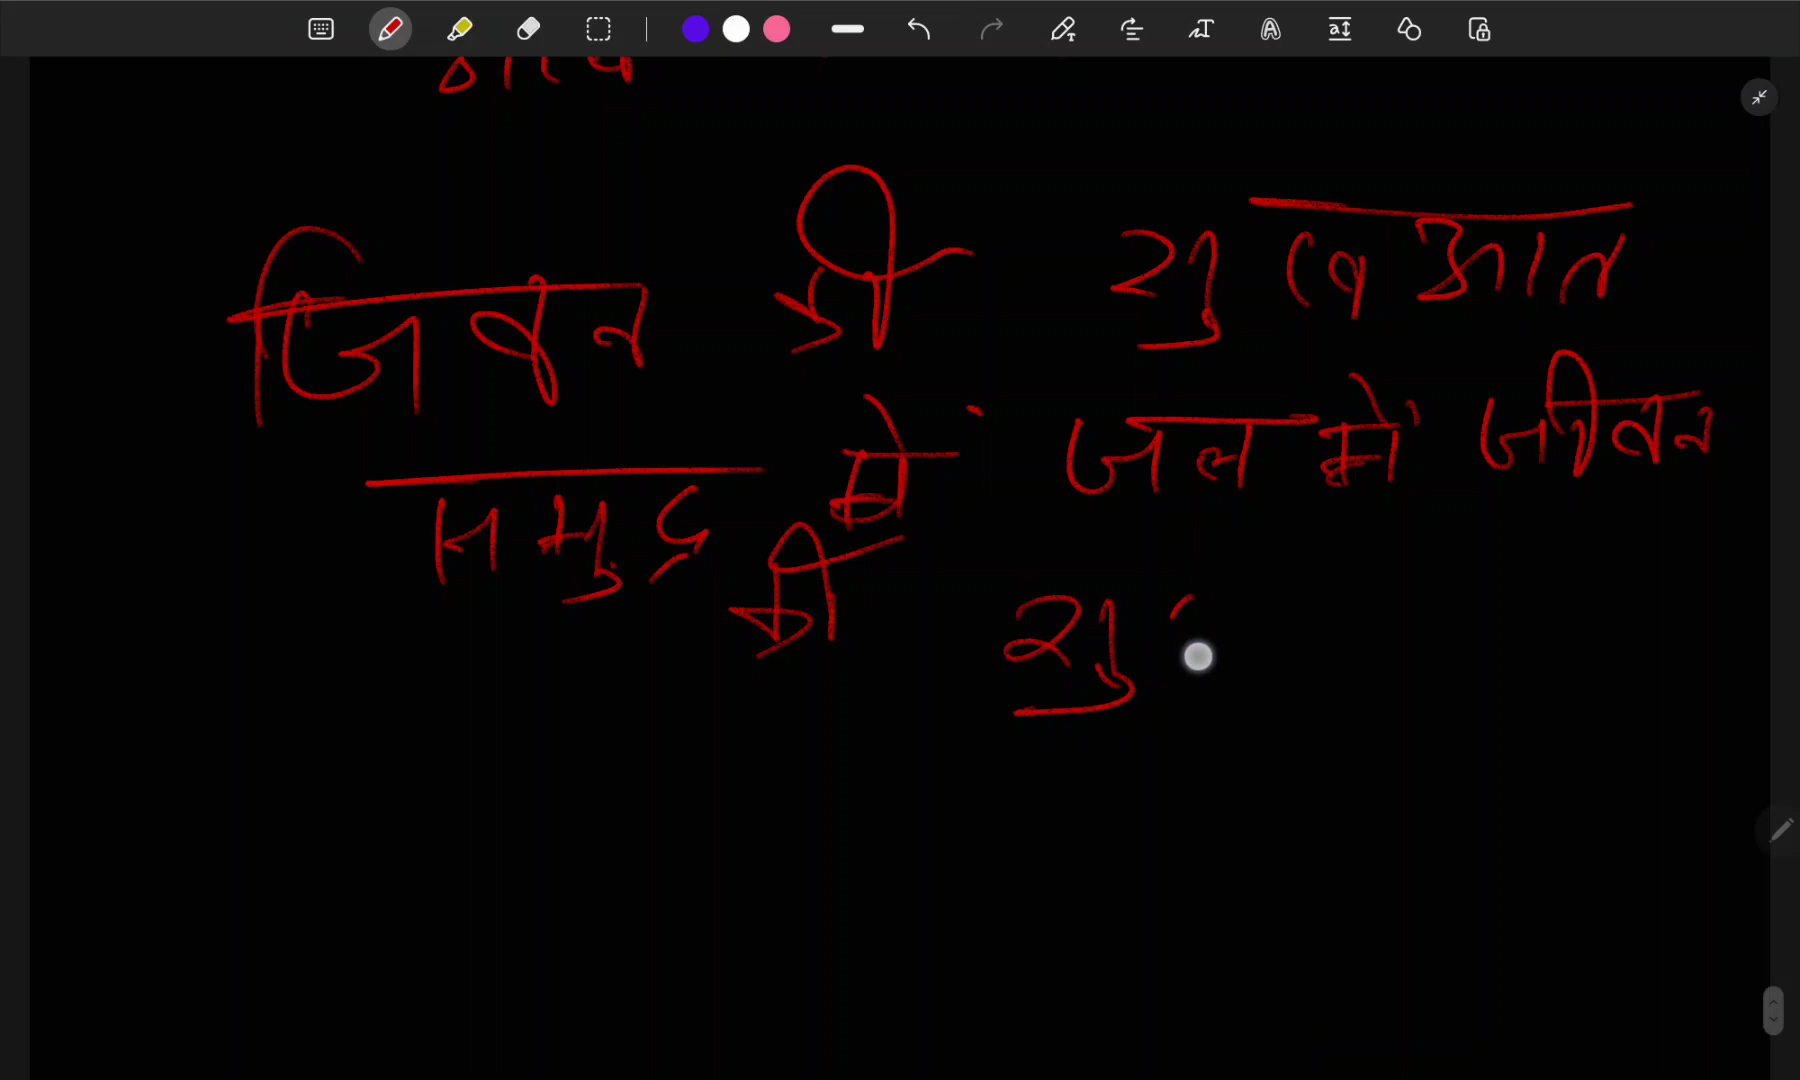 जिवन की शुरुआत
समुद्र में जल में जीवन
की शु